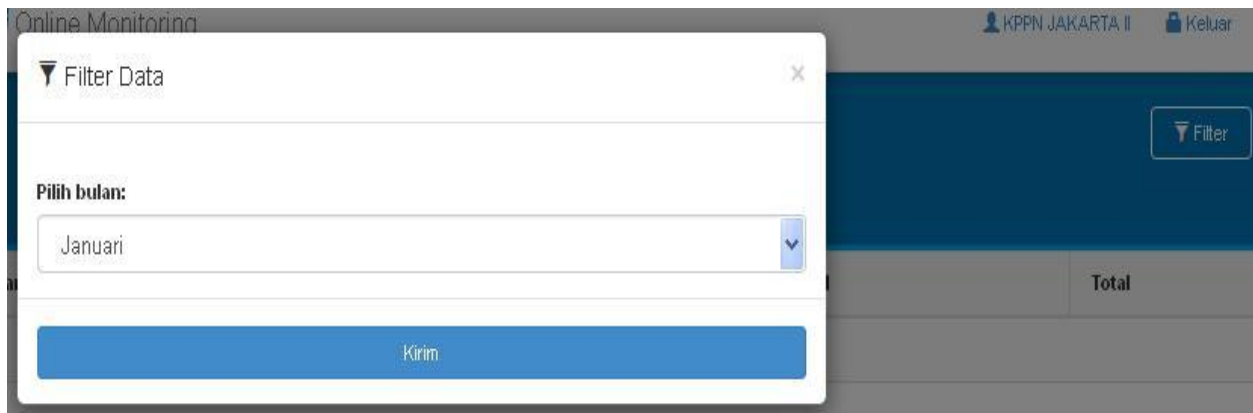 Online Monitoring
KPPN JAKARTA II
Keluar
Filter Data
×
Filter
Pilih bulan:
Januari
Total
Kirim